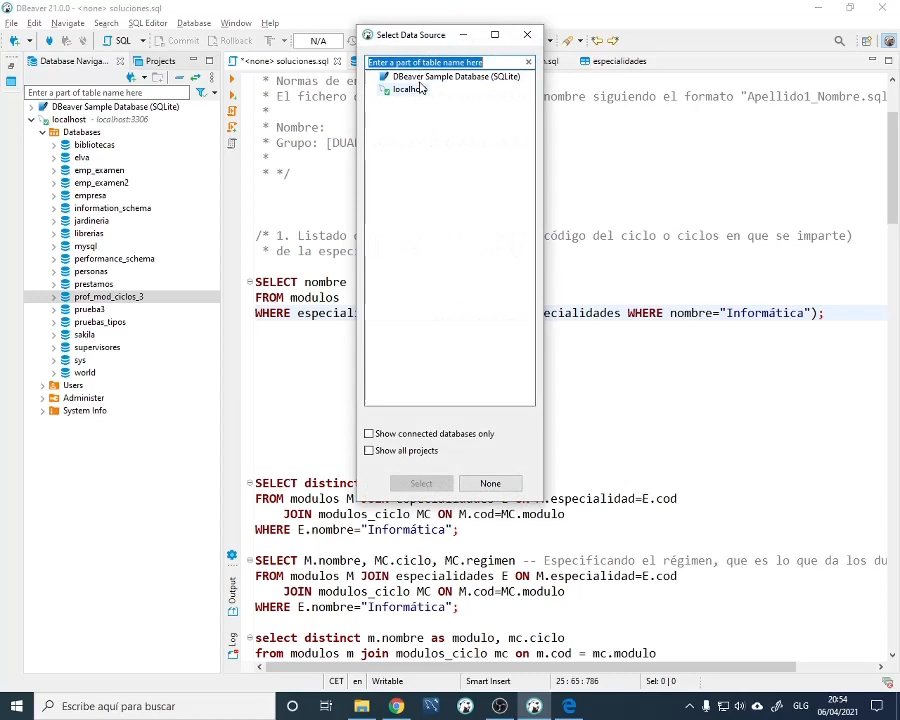 DBeaver 21.0.0 - <none> soluciones.sql
File Edit Navigate Search SQL Editor Database Window Help
SQL Commit Rollback T N/A
Database Naviga... Projects
*<none> soluciones.sql
.sql
especialidades
Enter a part of table name here
DBeaver Sample Database (SQLite)
localhost - localhost:3306
Databases
bibliotecas
elva
emp_examen
emp_examen2
empresa
information_schema
jardineria
librerias
mysql
performance_schema
personas
prestamos
prof_mod_ciclos_3
prueba3
pruebas_tipos
sakila
supervisores
sys
world
Users
Administer
System Info
* Normas de en
* El fichero d
ombre siguiendo el formato "Apellido1_Nombre.sql
*
* Nombre:
* Grupo: [DUA
*
* */
/* 1. Listado d
código del ciclo o ciclos en que se imparte)
* de la espec
SELECT nombre
FROM modulos
WHERE especiali
ecialidades WHERE nombre="Informática");
SELECT distinct
FROM modulos M JOIN especialidades E ON M.especialidad=E.cod
JOIN modulos_ciclo MC ON M.cod=MC.modulo
WHERE E.nombre="Informática";
SELECT M.nombre, MC.ciclo, MC.regimen -- Especificando el régimen, que es lo que da los du
FROM modulos M JOIN especialidades E ON M.especialidad=E.cod
JOIN modulos_ciclo MC ON M.cod=MC.modulo
WHERE E.nombre="Informática";
select distinct m.nombre as modulo, mc.ciclo
from modulos m join modulos_ciclo mc on m.cod = mc.modulo
Output
Log
Select Data Source
Enter a part of table name here
DBeaver Sample Database (SQLite)
localho
Show connected databases only
Show all projects
Select None
CET en Writable Smart Insert 25 : 65 : 786 Sel: 0 | 0
Escribe aquí para buscar
GLG
20:54
06/04/2021